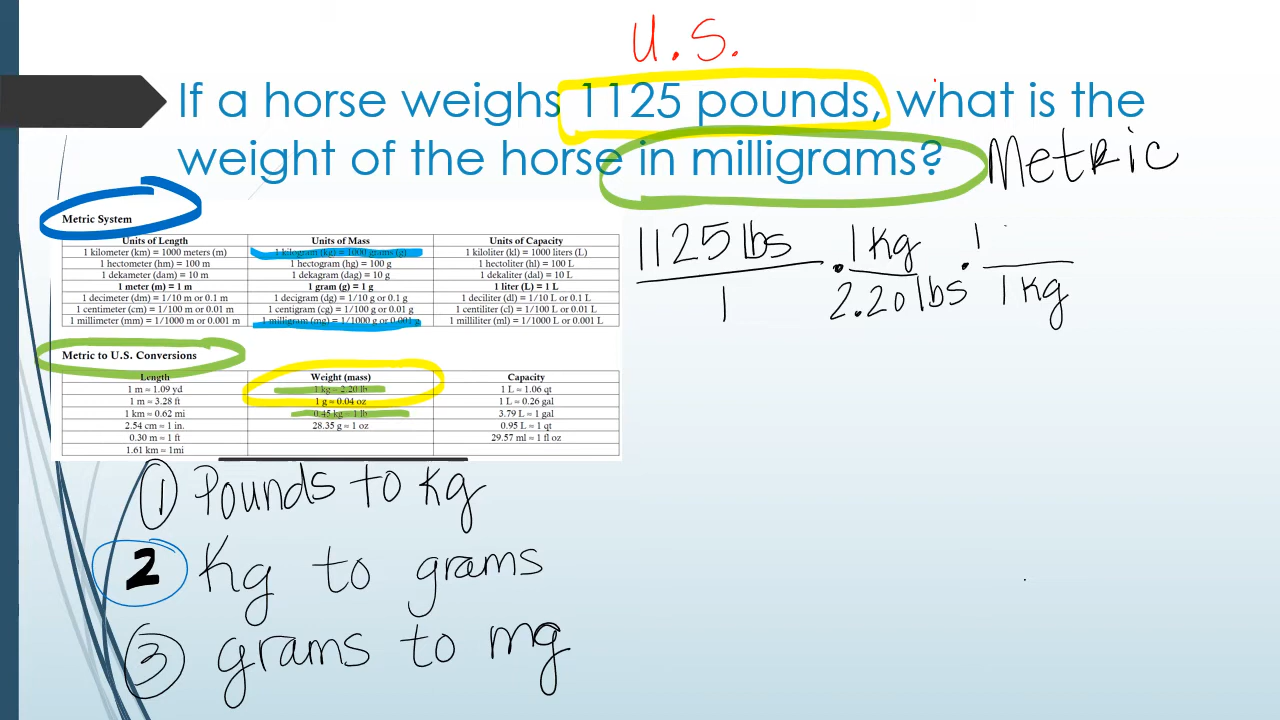 U.S.
If a horse weighs 1125 pounds, what is the
weight of the horse in milligrams?
Metric
Metric System
Units of Length Units of Mass Units of Capacity
1 kilometer (km) = 1000 meters (m) 1 kilogram (kg) = 1000 grams (g) 1 kiloliter (kl) = 1000 liters (L)
1 hectometer (hm) = 100 m 1 hectogram (hg) = 100 g 1 hectoliter (hl) = 100 L
1 dekameter (dam) = 10 m 1 dekagram (dag) = 10 g 1 dekaliter (dal) = 10 L
1 meter (m) = 1 m 1 gram (g) = 1 g 1 liter (L) = 1 L
1 decimeter (dm) = 1/10 m or 0.1 m 1 decigram (dg) = 1/10 g or 0.1 g 1 deciliter (dl) = 1/10 L or 0.1 L
1 centimeter (cm) = 1/100 m or 0.01 m 1 centigram (cg) = 1/100 g or 0.01 g 1 centiliter (cl) = 1/100 L or 0.01 L
1 millimeter (mm) = 1/1000 m or 0.001 m 1 milligram (mg) = 1/1000 g or 0.001 g 1 milliliter (ml) = 1/1000 L or 0.001 L
Metric to U.S. Conversions
Length Weight (mass) Capacity
1 m ≈ 1.09 yd 1 kg ≈ 2.20 lb 1 L ≈ 1.06 qt
1 m ≈ 3.28 ft 1 g ≈ 0.04 oz 1 L ≈ 0.26 gal
1 km ≈ 0.62 mi 0.45 kg ≈ 1 lb 3.79 L ≈ 1 gal
2.54 cm ≈ 1 in. 28.35 g ≈ 1 oz 0.95 L ≈ 1 qt
0.30 m ≈ 1 ft 29.57 ml ≈ 1 fl oz
1.61 km ≈ 1mi
1125 lbs . 1 Kg . 1
1 2.20 lbs 1 Kg
1 Pounds to Kg
2 Kg to grams
3 grams to mg